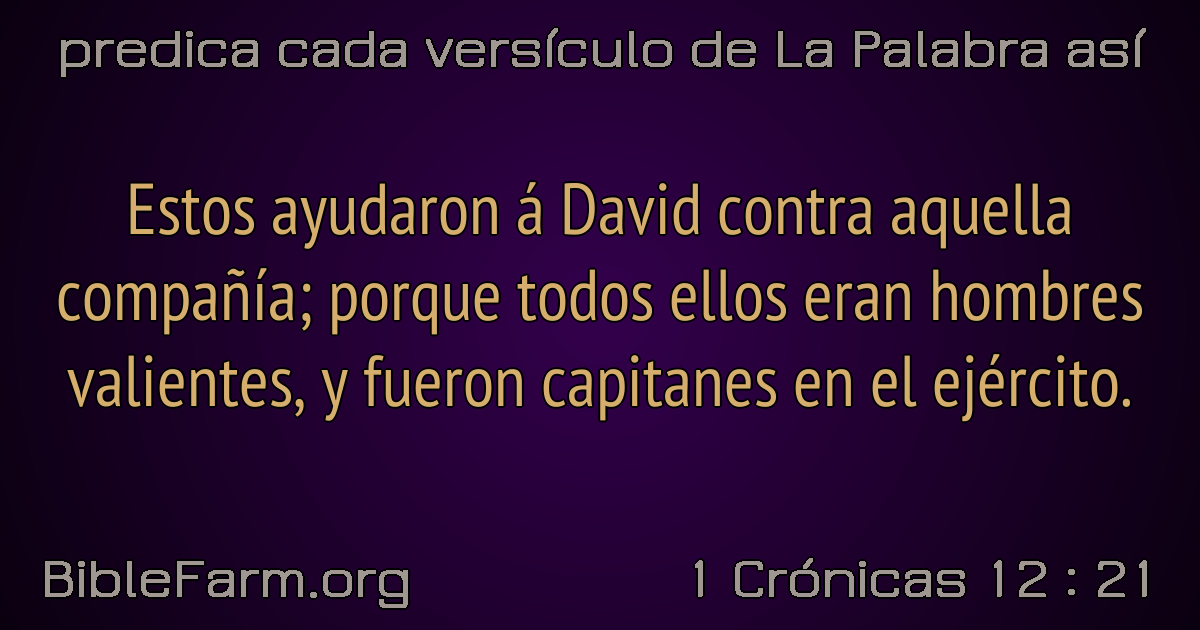 predica cada versículo de La Palabra así
Estos ayudaron á David contra aquella
compañía; porque todos ellos eran hombres
valientes, y fueron capitanes en el ejército.
BibleFarm.org
1 Crónicas 12 : 21